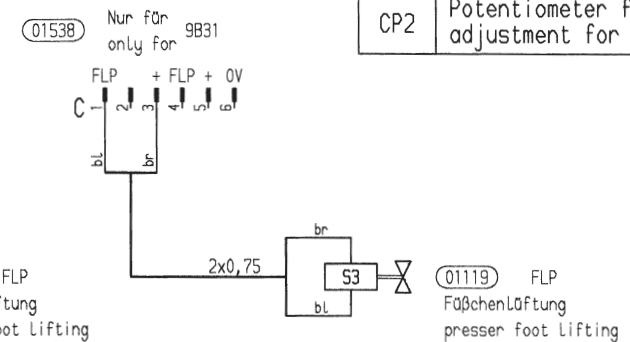 01538
Nur für
only for
9B31
CP2
Potentiometer f
adjustment for
FLP + FLP + 0V
C 1 2 3 4 5 6
bl br
br
2x0,75
S3
bl
FLP
ftung
oot lifting
01119 FLP
Füßchenlüftung
presser foot lifting